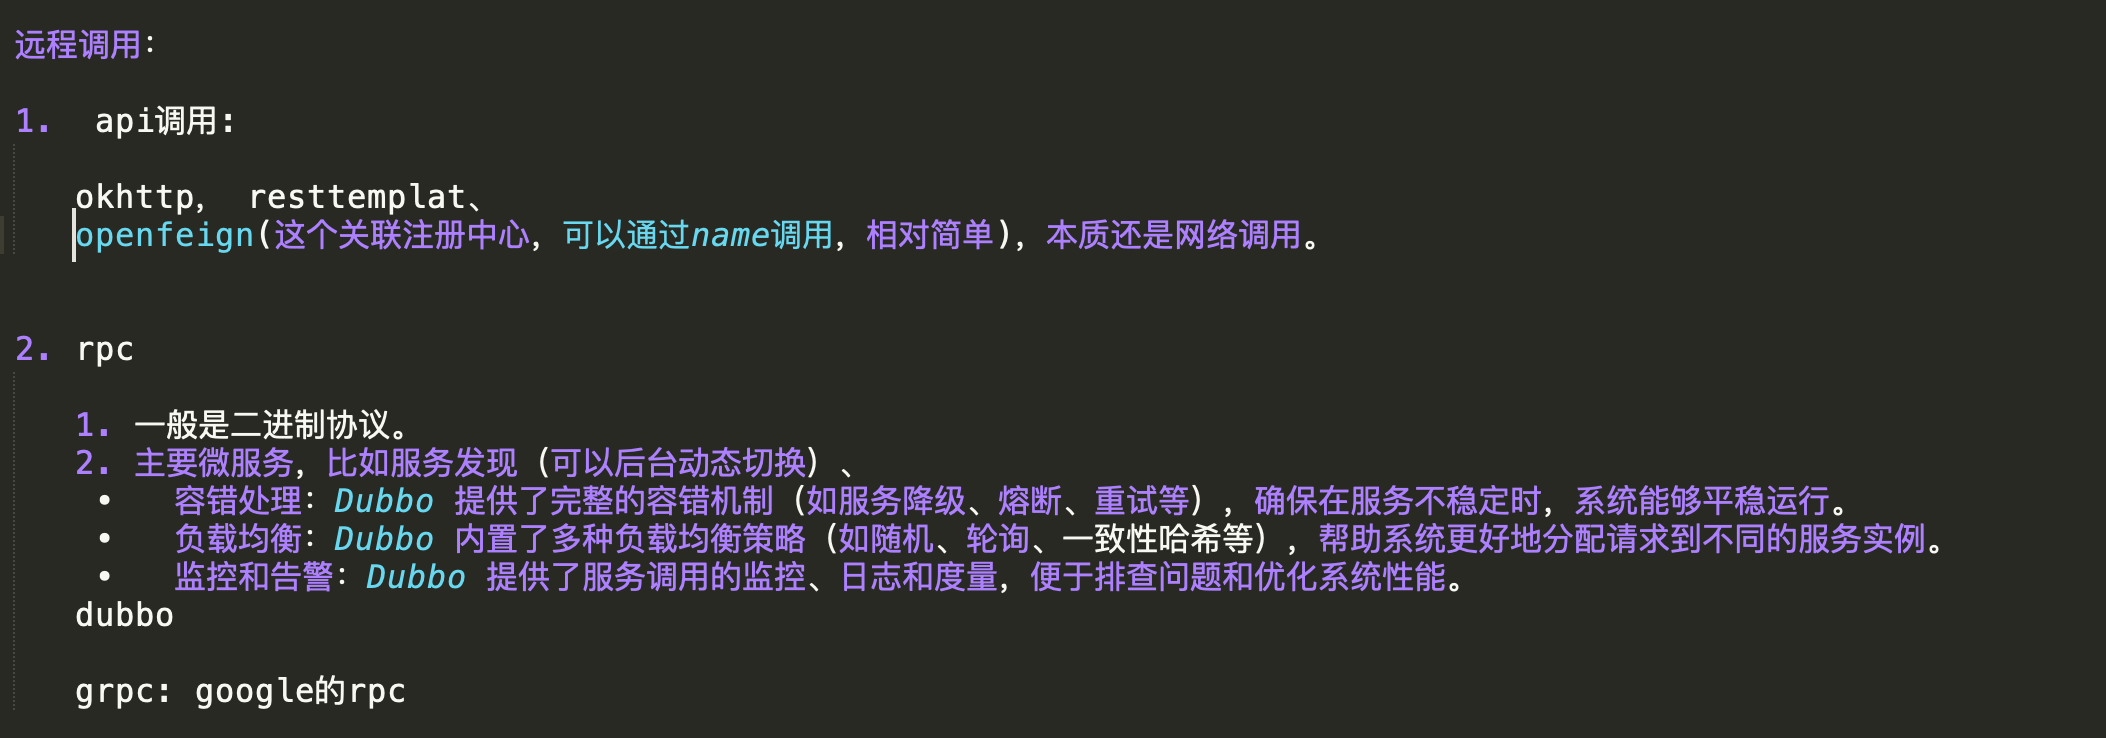 远程调用：
1. api调用:
okhttp， resttemplat、
openfeign(这个关联注册中心，可以通过name调用，相对简单)，本质还是网络调用。
2. rpc
1. 一般是二进制协议。
2. 主要微服务，比如服务发现（可以后台动态切换）、
• 容错处理：Dubbo 提供了完整的容错机制（如服务降级、熔断、重试等），确保在服务不稳定时，系统能够平稳运行。
• 负载均衡：Dubbo 内置了多种负载均衡策略（如随机、轮询、一致性哈希等），帮助系统更好地分配请求到不同的服务实例。
• 监控和告警：Dubbo 提供了服务调用的监控、日志和度量，便于排查问题和优化系统性能。
dubbo
grpc: google的rpc